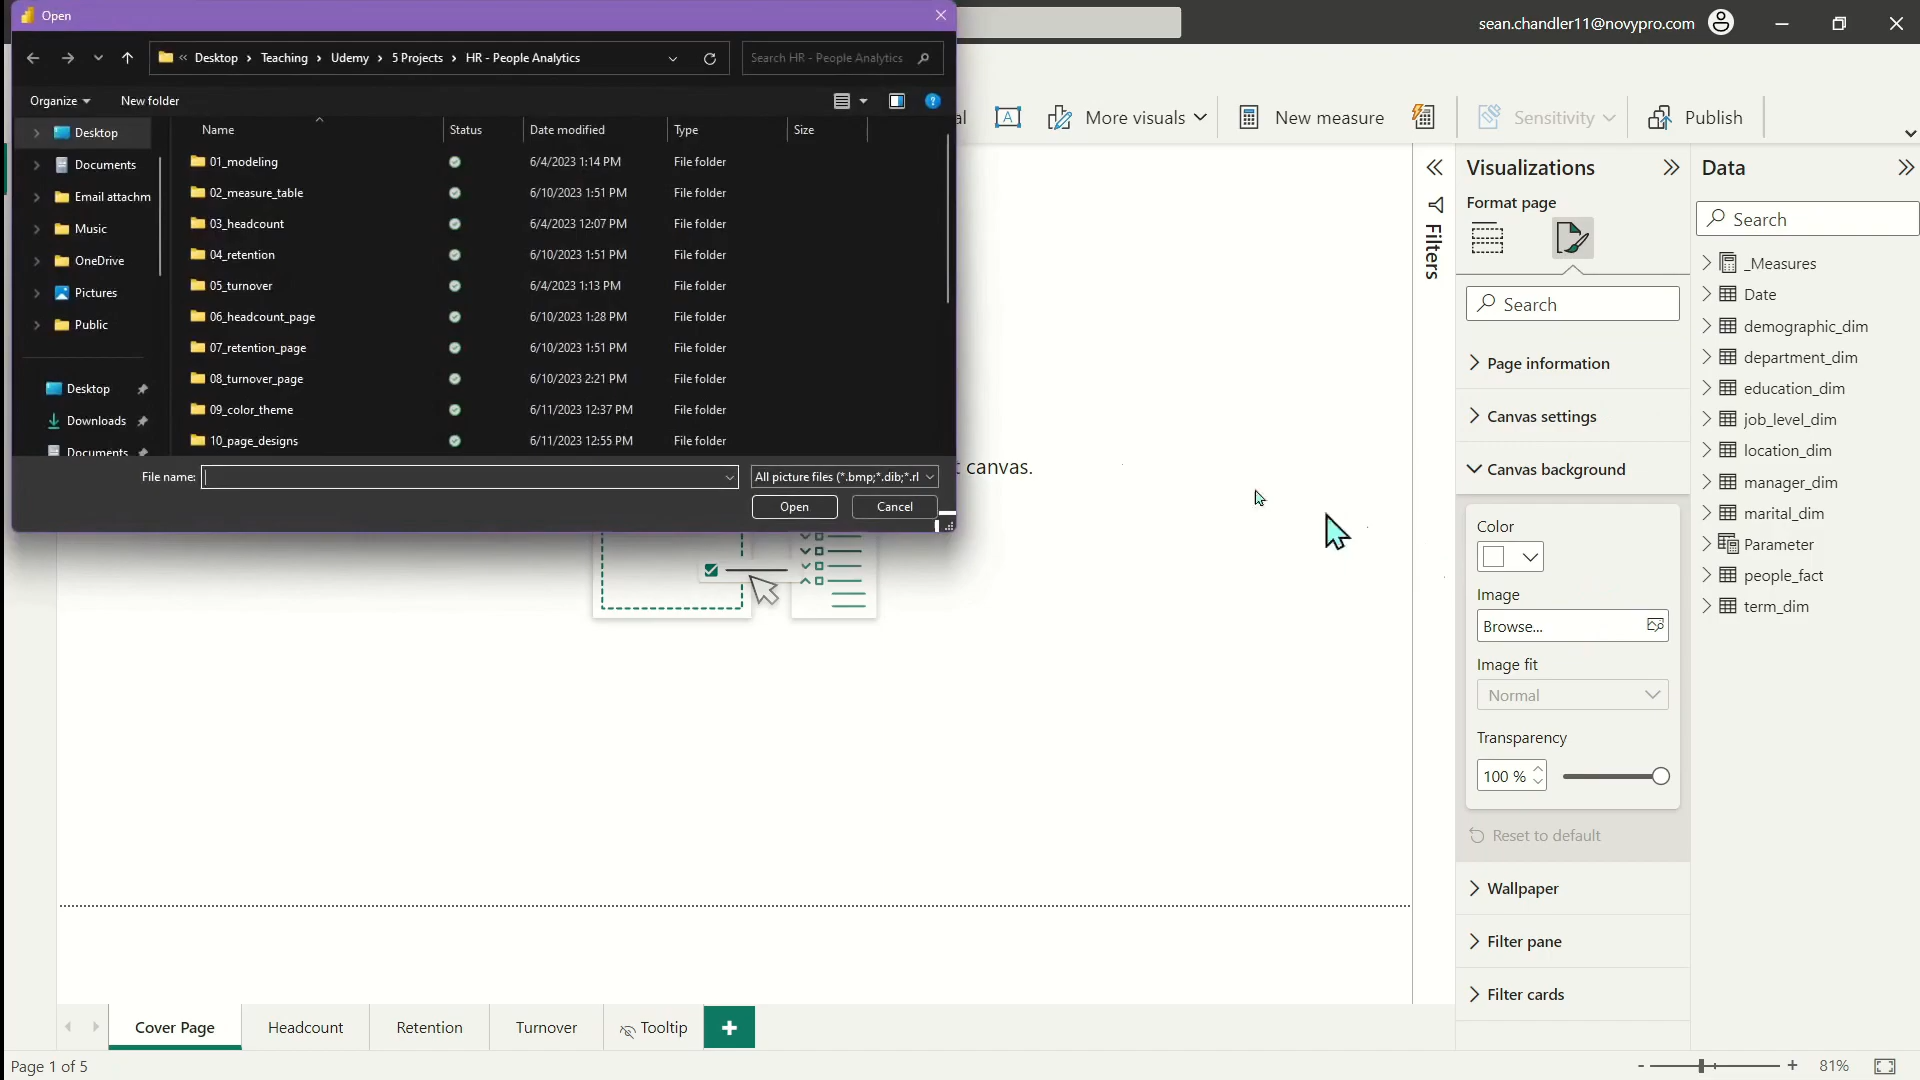 Open
sean.chandler11@novypro.com
Desktop
Teaching
Udemy
5 Projects
HR - People Analytics
Search HR - People Analytics
Organize
New folder
More visuals
New measure
Sensitivity
Publish
Desktop
Documents
Email attachm
Music
OneDrive
Pictures
Public
Desktop
Downloads
Documents
Name Status Date modified Type Size
01_modeling 6/4/2023 1:14 PM File folder
02_measure_table 6/10/2023 1:51 PM File folder
03_headcount 6/4/2023 12:07 PM File folder
04_retention 6/10/2023 1:51 PM File folder
05_turnover 6/4/2023 1:13 PM File folder
06_headcount_page 6/10/2023 1:28 PM File folder
07_retention_page 6/10/2023 1:51 PM File folder
08_turnover_page 6/10/2023 2:21 PM File folder
09_color_theme 6/11/2023 12:37 PM File folder
10_page_designs 6/11/2023 12:55 PM File folder
File name:
All picture files (*.bmp;*.dib;*.rl
Open
Cancel
canvas.
Filters
Visualizations
Format page
Search
Page information
Canvas settings
Canvas background
Color
Image
Browse...
Image fit
Normal
Transparency
100 %
Reset to default
Wallpaper
Filter pane
Filter cards
Data
Search
_Measures
Date
demographic_dim
department_dim
education_dim
job_level_dim
location_dim
manager_dim
marital_dim
Parameter
people_fact
term_dim
Cover Page
Headcount
Retention
Turnover
Tooltip
Page 1 of 5
81%